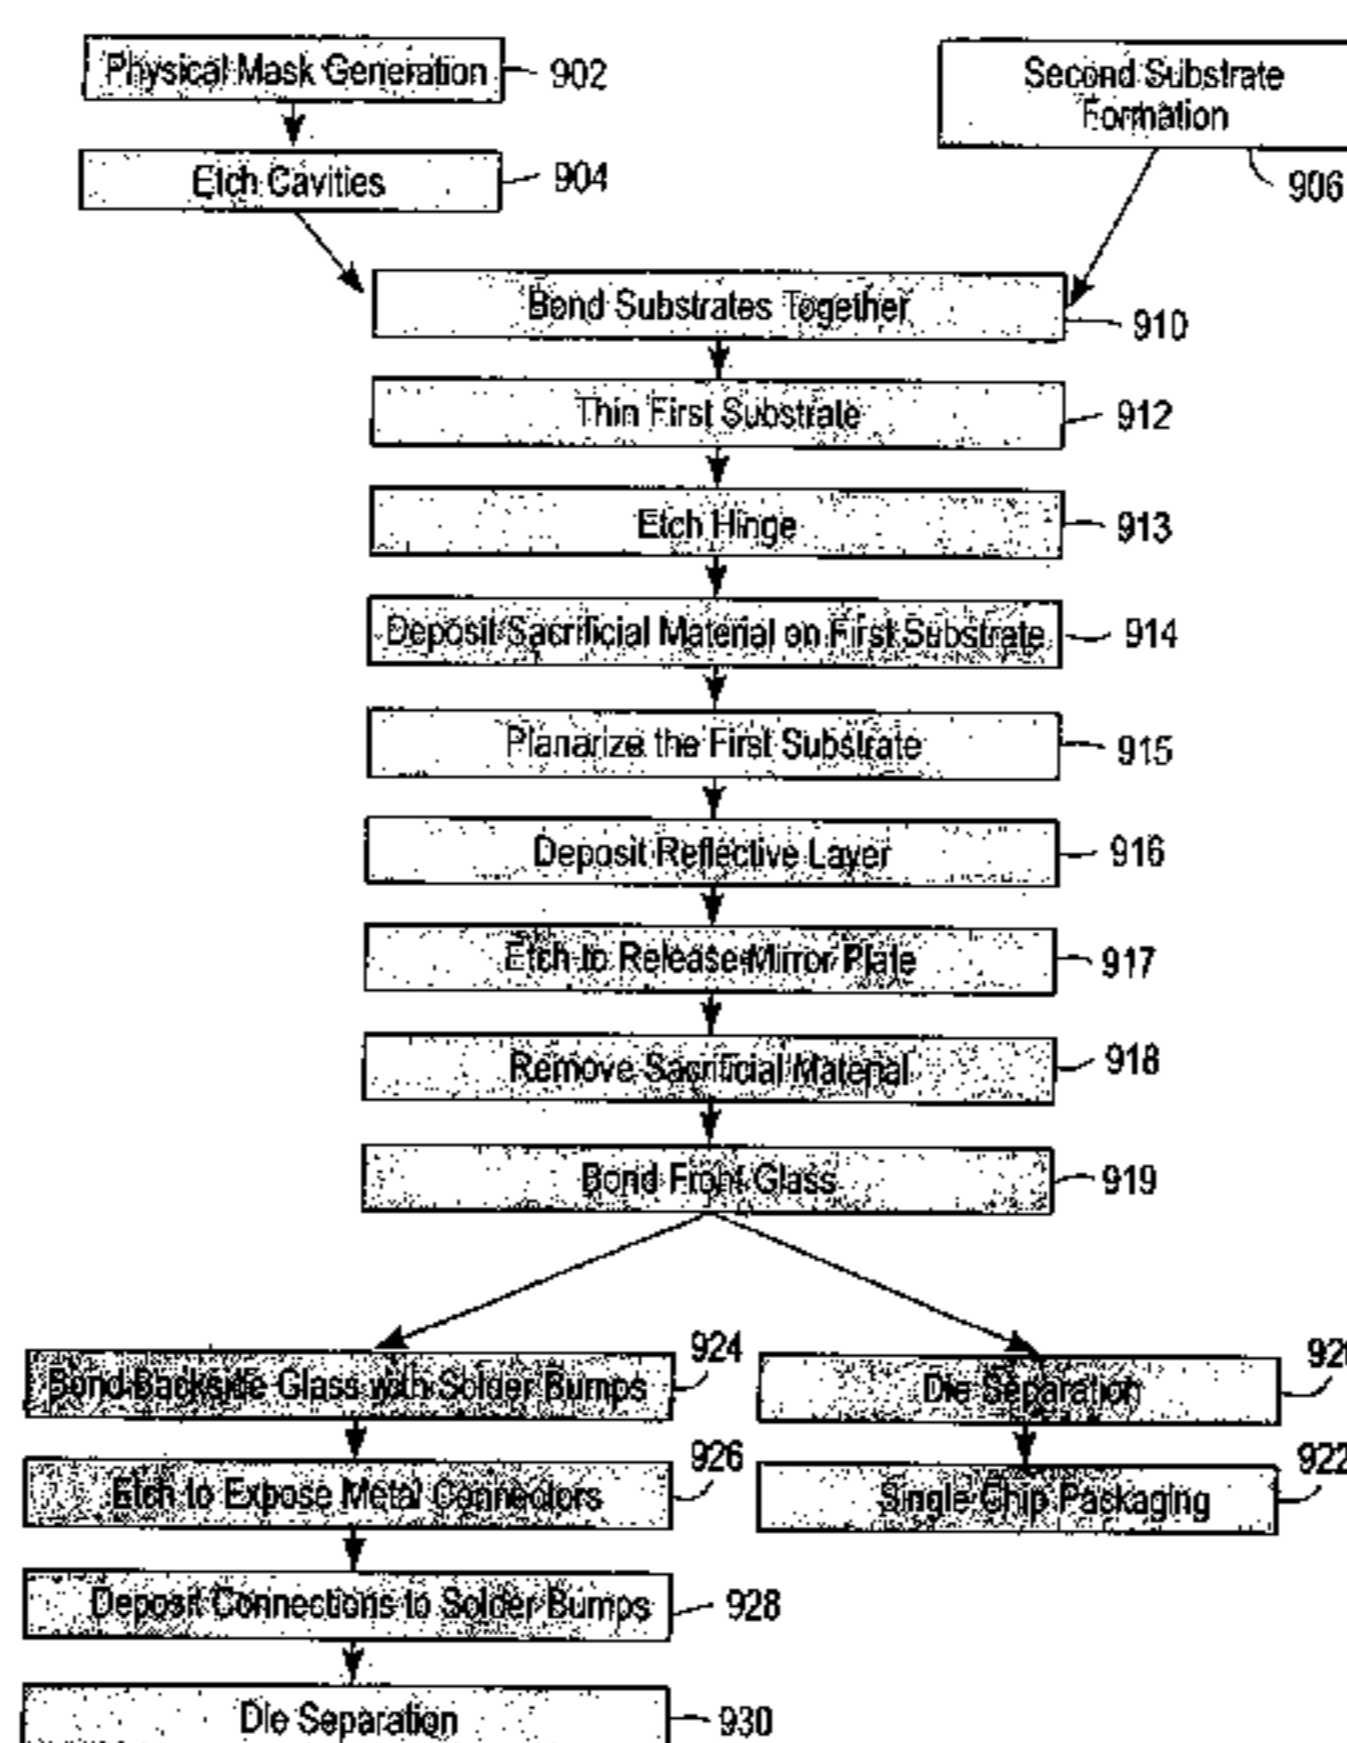 Physical Mask Generation 902
Second Substrate
Formation
906
Etch Cavities 904
Bond Substrates Together 910
Thin First Substrate 912
Etch Hinge 913
Deposit Sacrificial Material on First Substrate 914
Planarize the First Substrate 915
Deposit Reflective Layer 916
Etch to Release Mirror Plate 917
Remove Sacrificial Material 918
Bond Front Glass 919
Bond Backside Glass with Solder Bumps 924
Etch to Expose Metal Connectors 926
Deposit Connections to Solder Bumps 928
Die Separation 930
Die Separation
Single Chip Packaging 922